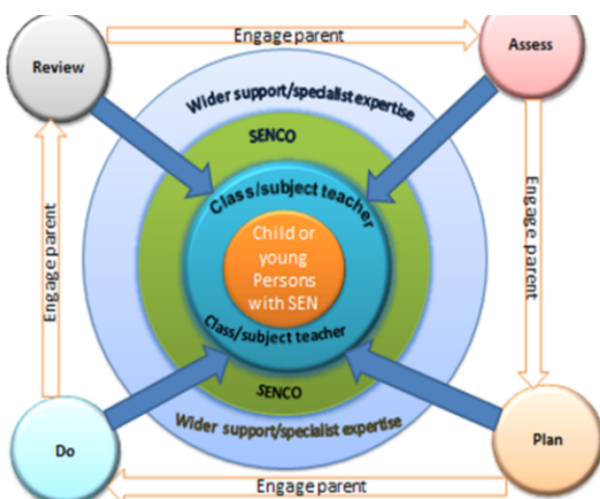 Engage parent
Review
Assess
Wider support/specialist expertise
SENCO
Class/subject teacher
Child or
young
Persons
with SEN
Engage parent
Engage parent
Class/subject teacher
SENCO
Wider support/specialist expertise
Do
Plan
Engage parent